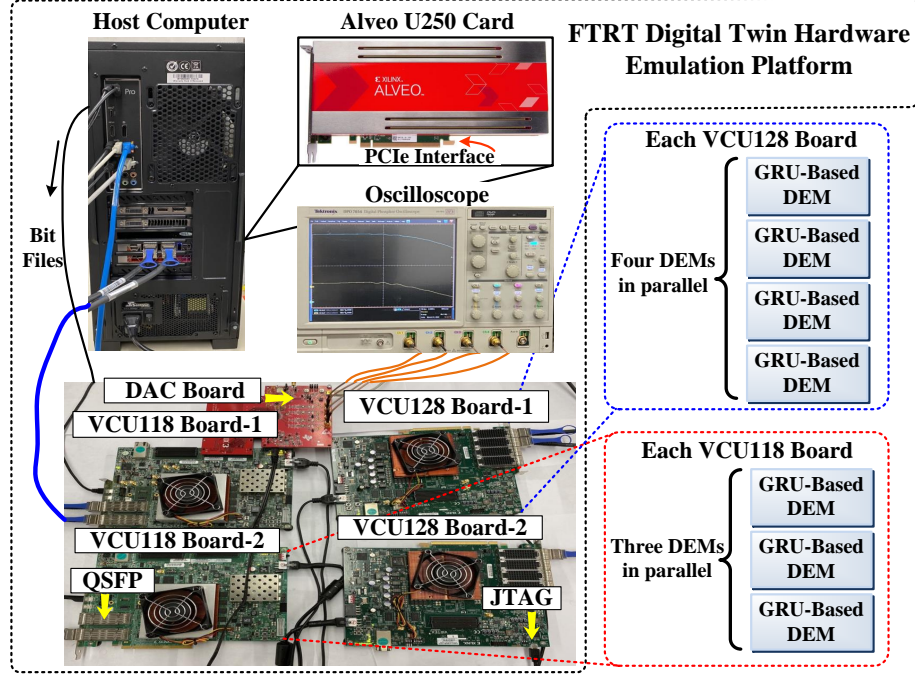 Host Computer
Alveo U250 Card
FTRT Digital Twin Hardware
Emulation Platform
Pro
XILINX
ALVEO
PCIe Interface
Oscilloscope
Tektronix
Bit
Files
Each VCU128 Board
Four DEMs
in parallel
GRU-Based
DEM
GRU-Based
DEM
GRU-Based
DEM
GRU-Based
DEM
DAC Board
VCU118 Board-1
VCU128 Board-1
VCU118 Board-2
VCU128 Board-2
QSFP
JTAG
Each VCU118 Board
Three DEMs
in parallel
GRU-Based
DEM
GRU-Based
DEM
GRU-Based
DEM